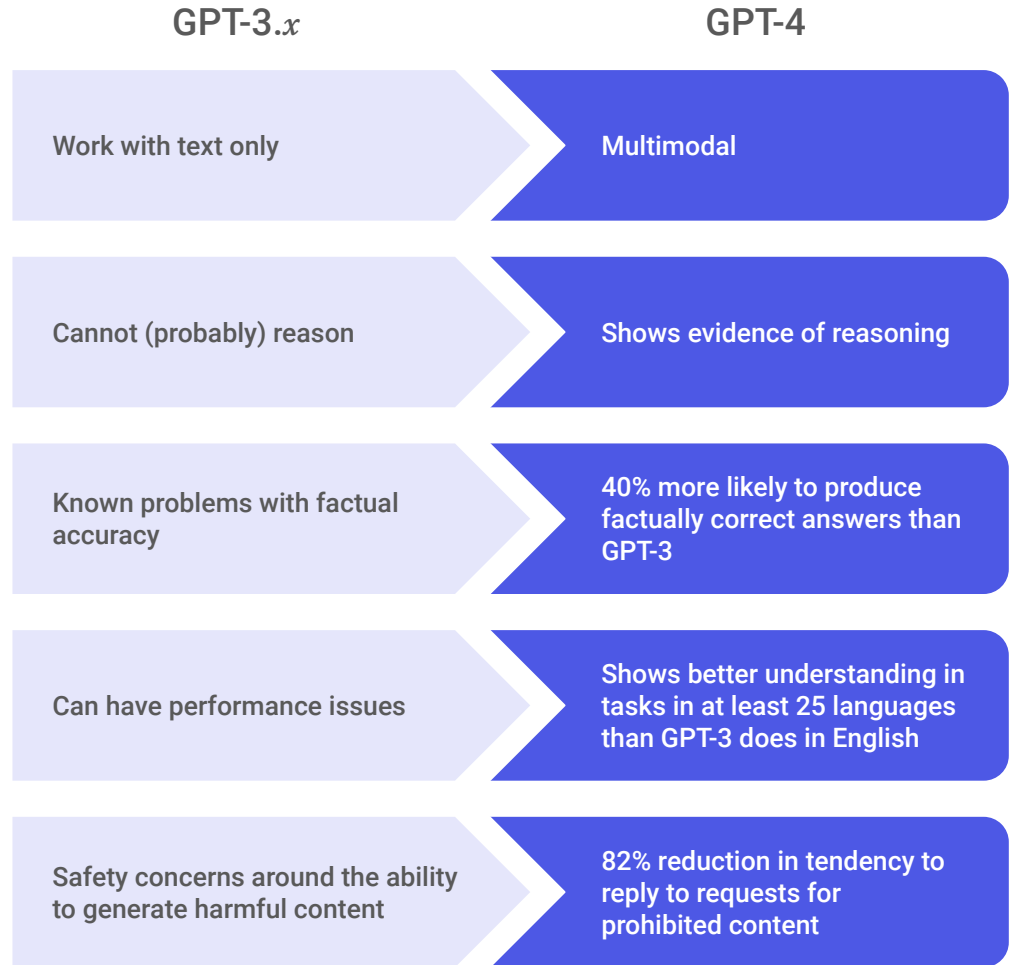 GPT-3.x
GPT-4
Work with text only
Multimodal
Cannot (probably) reason
Shows evidence of reasoning
Known problems with factual
accuracy
40% more likely to produce
factually correct answers than
GPT-3
Can have performance issues
Shows better understanding in
tasks in at least 25 languages
than GPT-3 does in English
Safety concerns around the ability
to generate harmful content
82% reduction in tendency to
reply to requests for
prohibited content